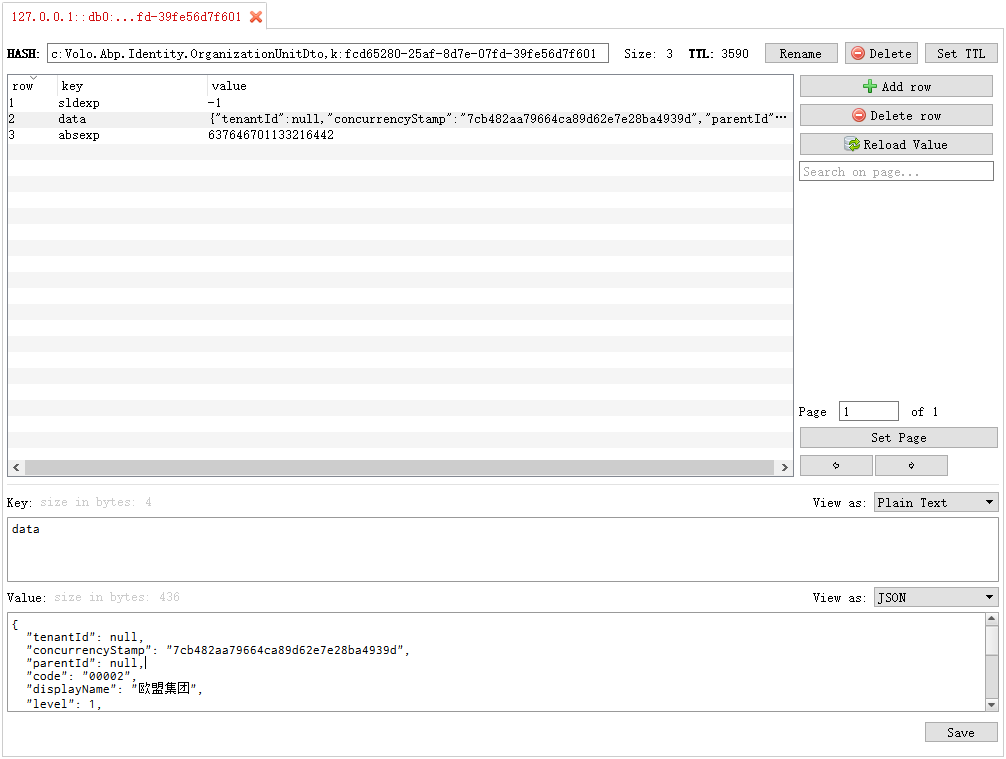 127.0.0.1::db0:...fd-39fe56d7f601
HASH: c:Volo.Abp.Identity.OrganizationUnitDto,k:fcd65280-25af-8d7e-07fd-39fe56d7f601 Size: 3 TTL: 3590 Rename Delete Set TTL
row key value
1 sldexp -1
2 data {"tenantId":null,"concurrencyStamp":"7cb482aa79664ca89d62e7e28ba4939d","parentId"···
3 absexp 637646701133216442
Add row
Delete row
Reload Value
Search on page...
Page 1 of 1
Set Page
Key: size in bytes: 4 View as: Plain Text
data
Value: size in bytes: 436 View as: JSON
{
"tenantId": null,
"concurrencyStamp": "7cb482aa79664ca89d62e7e28ba4939d",
"parentId": null,
"code": "00002",
"displayName": "欧盟集团",
"level": 1,
Save